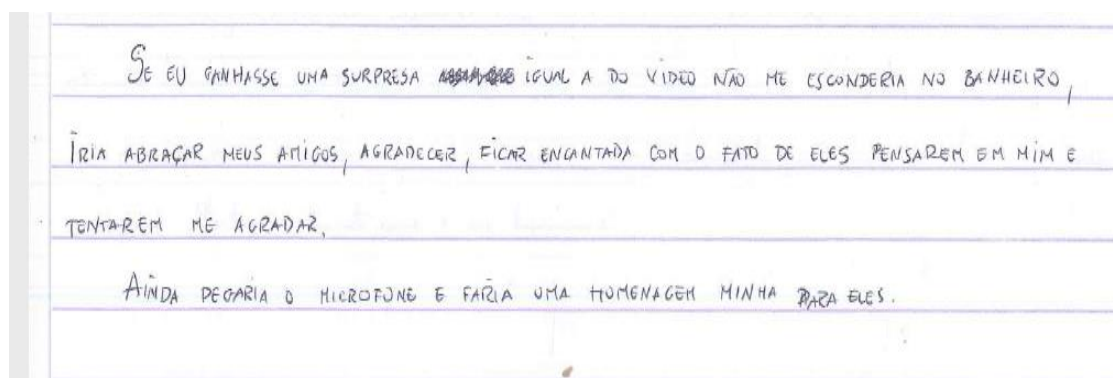 SE EU GANHASSE UMA SURPRESA IGUAL A DO VIDEO NÃO ME ESCONDERIA NO BANHEIRO,
IRIA ABRAÇAR MEUS AMIGOS, AGRADECER, FICAR ENCANTADA COM O FATO DE ELES PENSAREM EM MIM E
TENTAREM ME AGRADAR.
AINDA PEGARIA O MICROFONE E FARIA UMA HOMENAGEM MINHA PARA ELES.